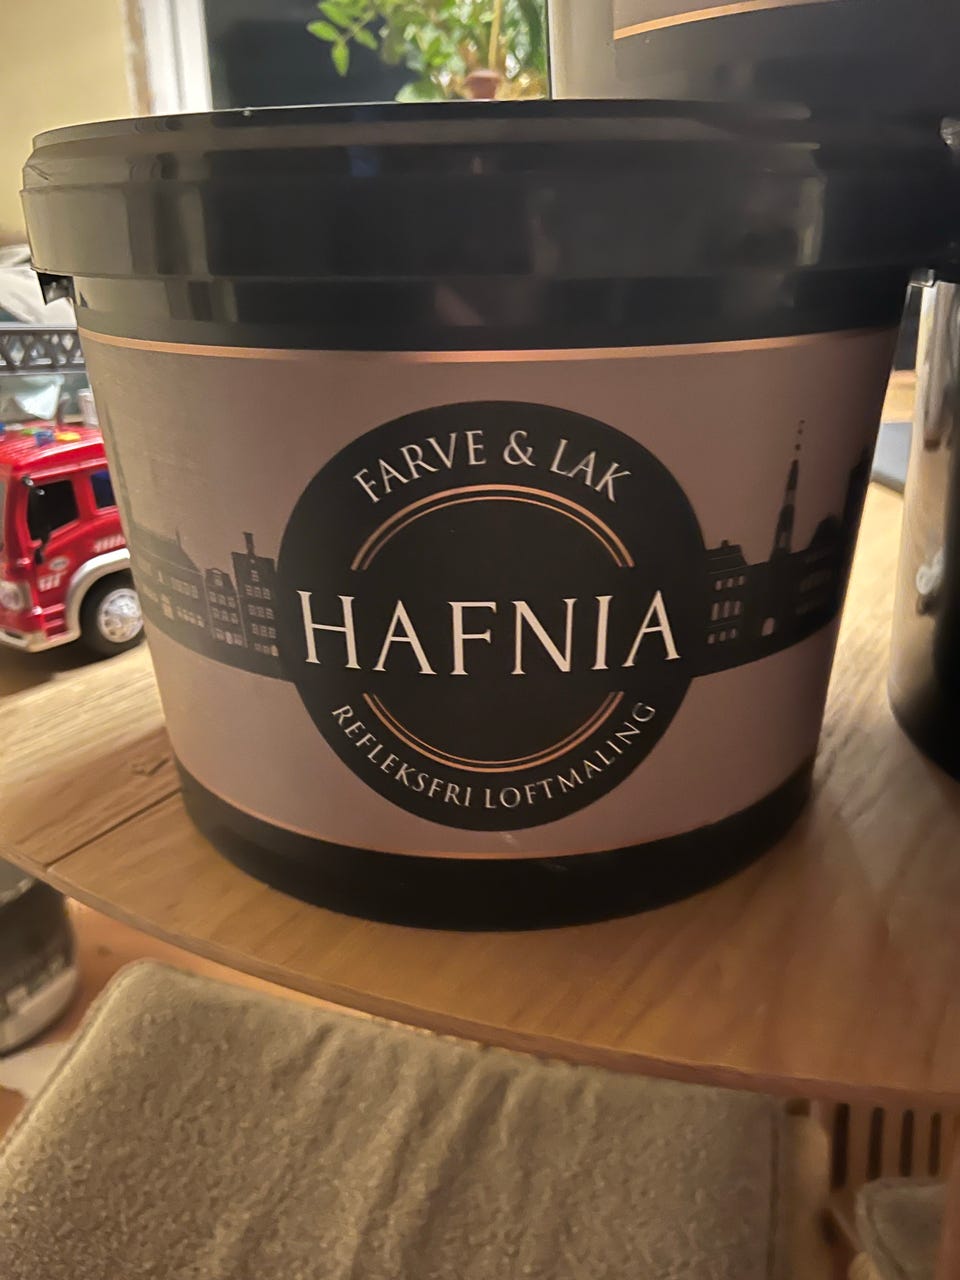 FARVE & LAK
HAFNIA
REFLEKSFRI LOFTMALING